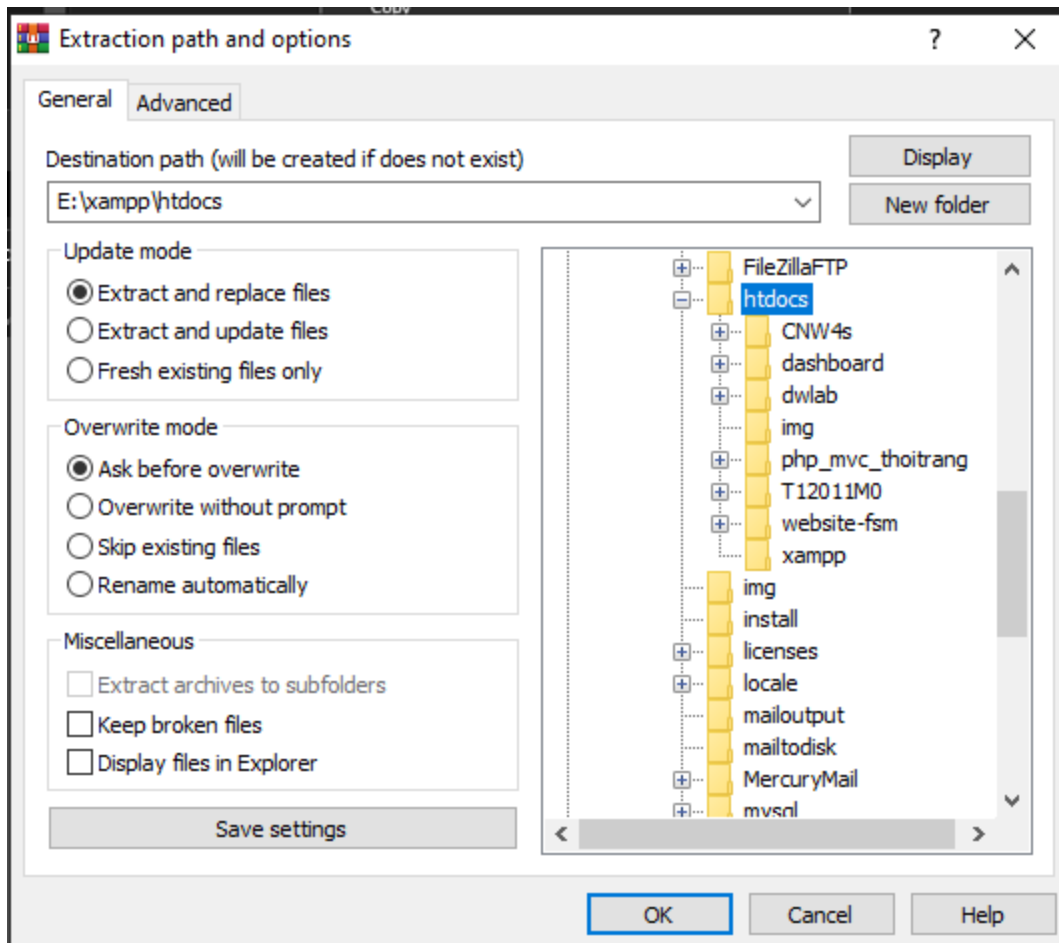 Copy
Extraction path and options
?
General
Advanced
Destination path (will be created if does not exist)
Display
E:\xampp\htdocs
New folder
Update mode
Extract and replace files
Extract and update files
Fresh existing files only
Overwrite mode
Ask before overwrite
Overwrite without prompt
Skip existing files
Rename automatically
Miscellaneous
Extract archives to subfolders
Keep broken files
Display files in Explorer
Save settings
FileZillaFTP
htdocs
CNW4s
dashboard
dwlab
img
php_mvc_thoitrang
T12011M0
website-fsm
xampp
img
install
licenses
locale
mailoutput
mailtodisk
MercuryMail
mysql
OK
Cancel
Help